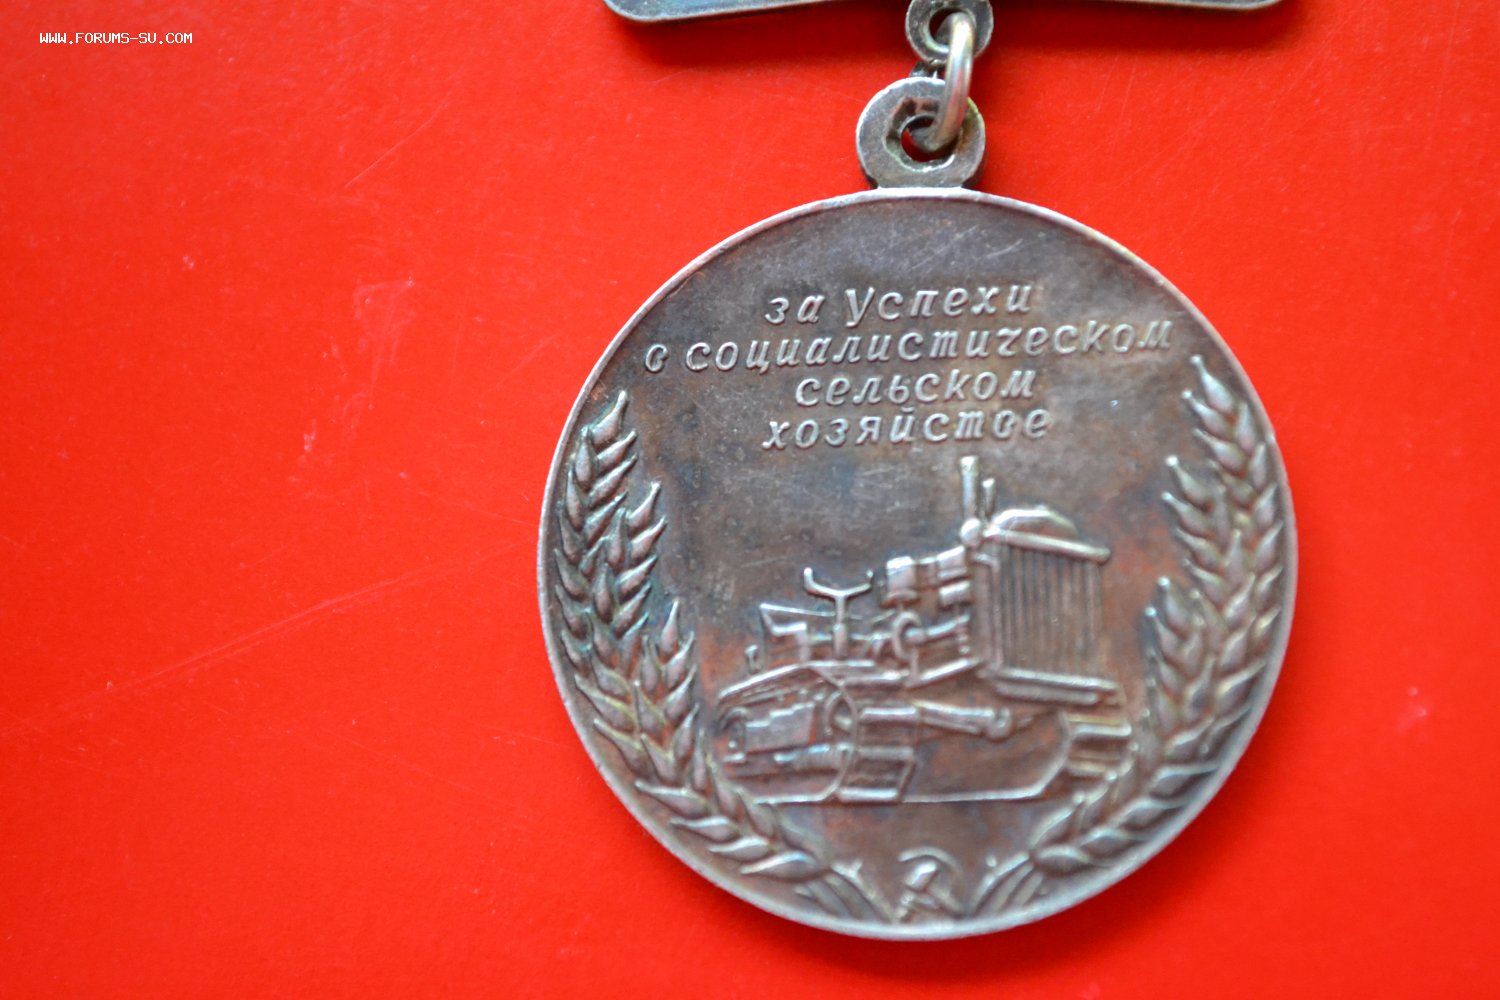 WWW.FORUMS-SU.COM
за успехи
в социалистическом
сельском
хозяйстве